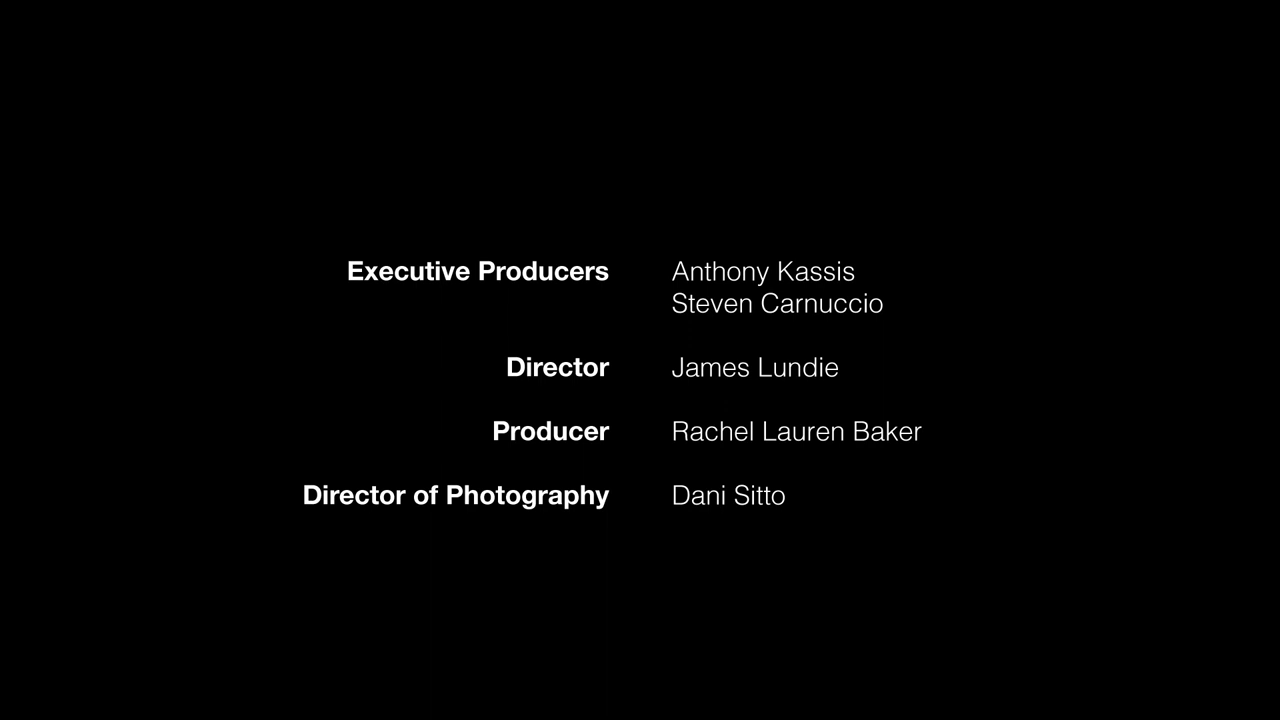 Executive Producers Anthony Kassis
Steven Carnuccio
Director James Lundie
Producer Rachel Lauren Baker
Director of Photography Dani Sitto